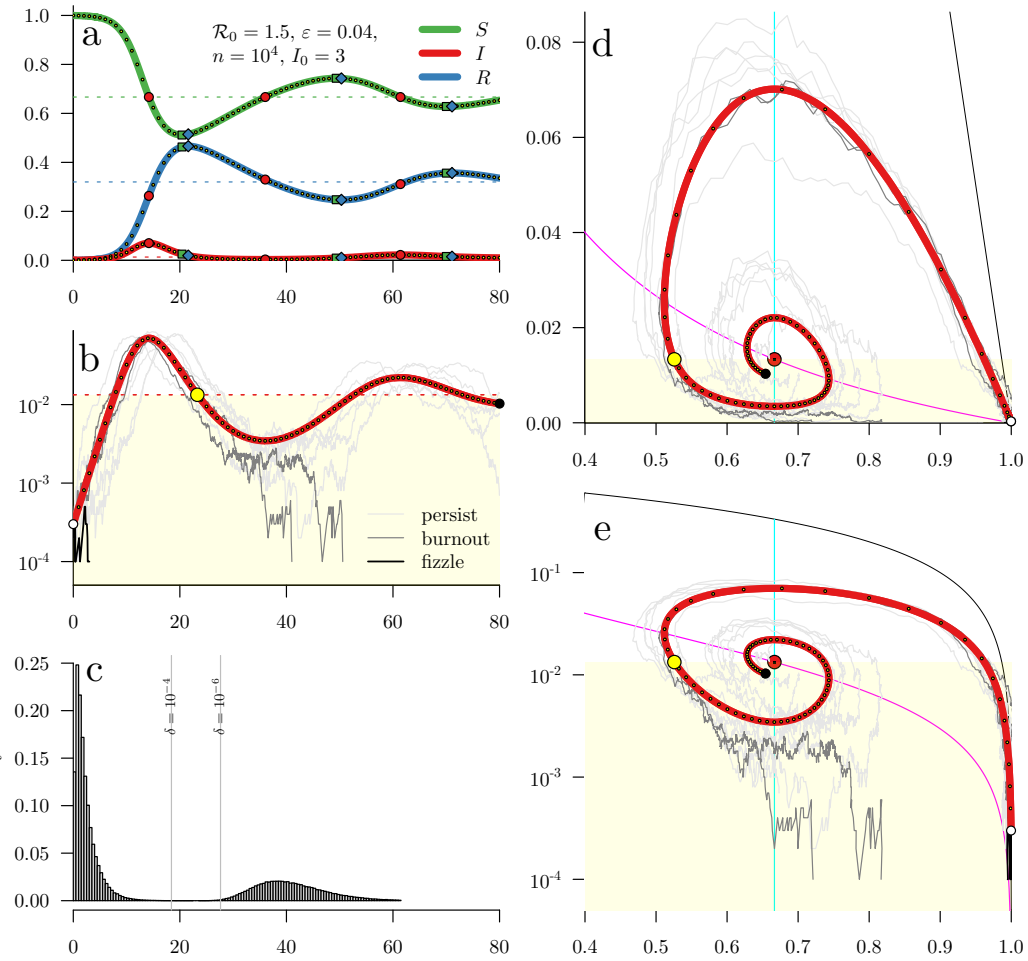 a
ℛ₀ = 1.5, ε = 0.04,
n = 10⁴, I₀ = 3
S
I
R
1.0
0.8
0.6
0.4
0.2
0.0
0 20 40 60 80
b
10⁻²
10⁻³
10⁻⁴
persist
burnout
fizzle
0 20 40 60 80
c
0.25
0.20
0.15
0.10
0.05
0.00
δ = 10⁻⁴
δ = 10⁻⁶
0 20 40 60 80
d
0.08
0.06
0.04
0.02
0.00
0.4 0.5 0.6 0.7 0.8 0.9 1.0
e
10⁻¹
10⁻²
10⁻³
10⁻⁴
0.4 0.5 0.6 0.7 0.8 0.9 1.0